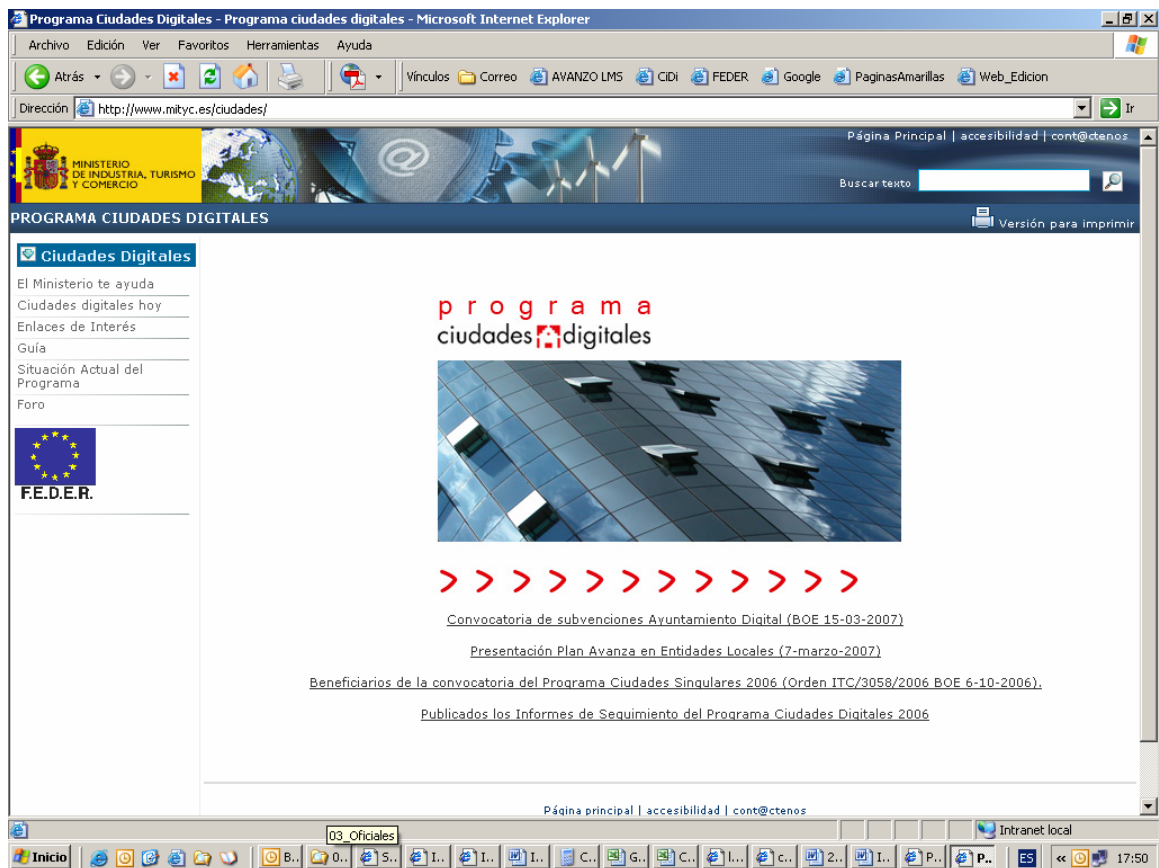 Programa Ciudades Digitales - Programa ciudades digitales - Microsoft Internet Explorer
Archivo Edición Ver Favoritos Herramientas Ayuda
Atrás Vínculos Correo AVANZO LMS CiDi FEDER Google PaginasAmarillas Web_Edicion
Dirección http://www.mityc.es/ciudades/ Ir
Página Principal | accesibilidad | cont@ctenos
MINISTERIO
DE INDUSTRIA, TURISMO
Y COMERCIO
@
Buscar texto
PROGRAMA CIUDADES DIGITALES
Versión para imprimir
Ciudades Digitales
El Ministerio te ayuda
Ciudades digitales hoy
Enlaces de Interés
Guía
Situación Actual del
Programa
Foro
F.E.D.E.R.
programa
ciudades digitales
> > > > > > > > > > > >
Convocatoria de subvenciones Ayuntamiento Digital (BOE 15-03-2007)
Presentación Plan Avanza en Entidades Locales (7-marzo-2007)
Beneficiarios de la convocatoria del Programa Ciudades Singulares 2006 (Orden ITC/3058/2006 BOE 6-10-2006).
Publicados los Informes de Seguimiento del Programa Ciudades Digitales 2006
Página principal | accesibilidad | cont@ctenos
03_Oficiales
Intranet local
Inicio B.. 0.. S.. I.. I.. I.. C.. G.. C.. I... c.. 2.. I.. P.. P.. ES « 17:50